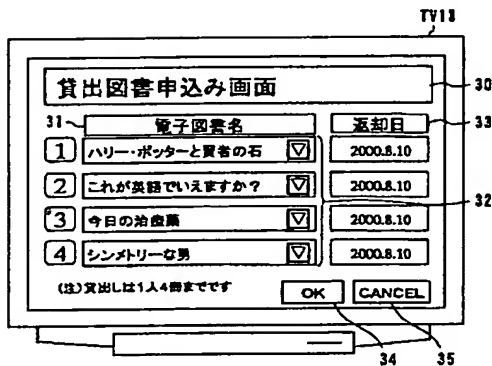 TV13
貸出図書申込み画面 30
31 電子図書名 返却日 33
1 ハリー・ポッターと賢者の石 ▽ 2000.8.10
2 これが英語でいえますか? ▽ 2000.8.10
32
3 今日の治療薬 ▽ 2000.8.10
4 シンメトリーな男 ▽ 2000.8.10
(注)貸出しは1人4冊までです OK CANCEL
34 35